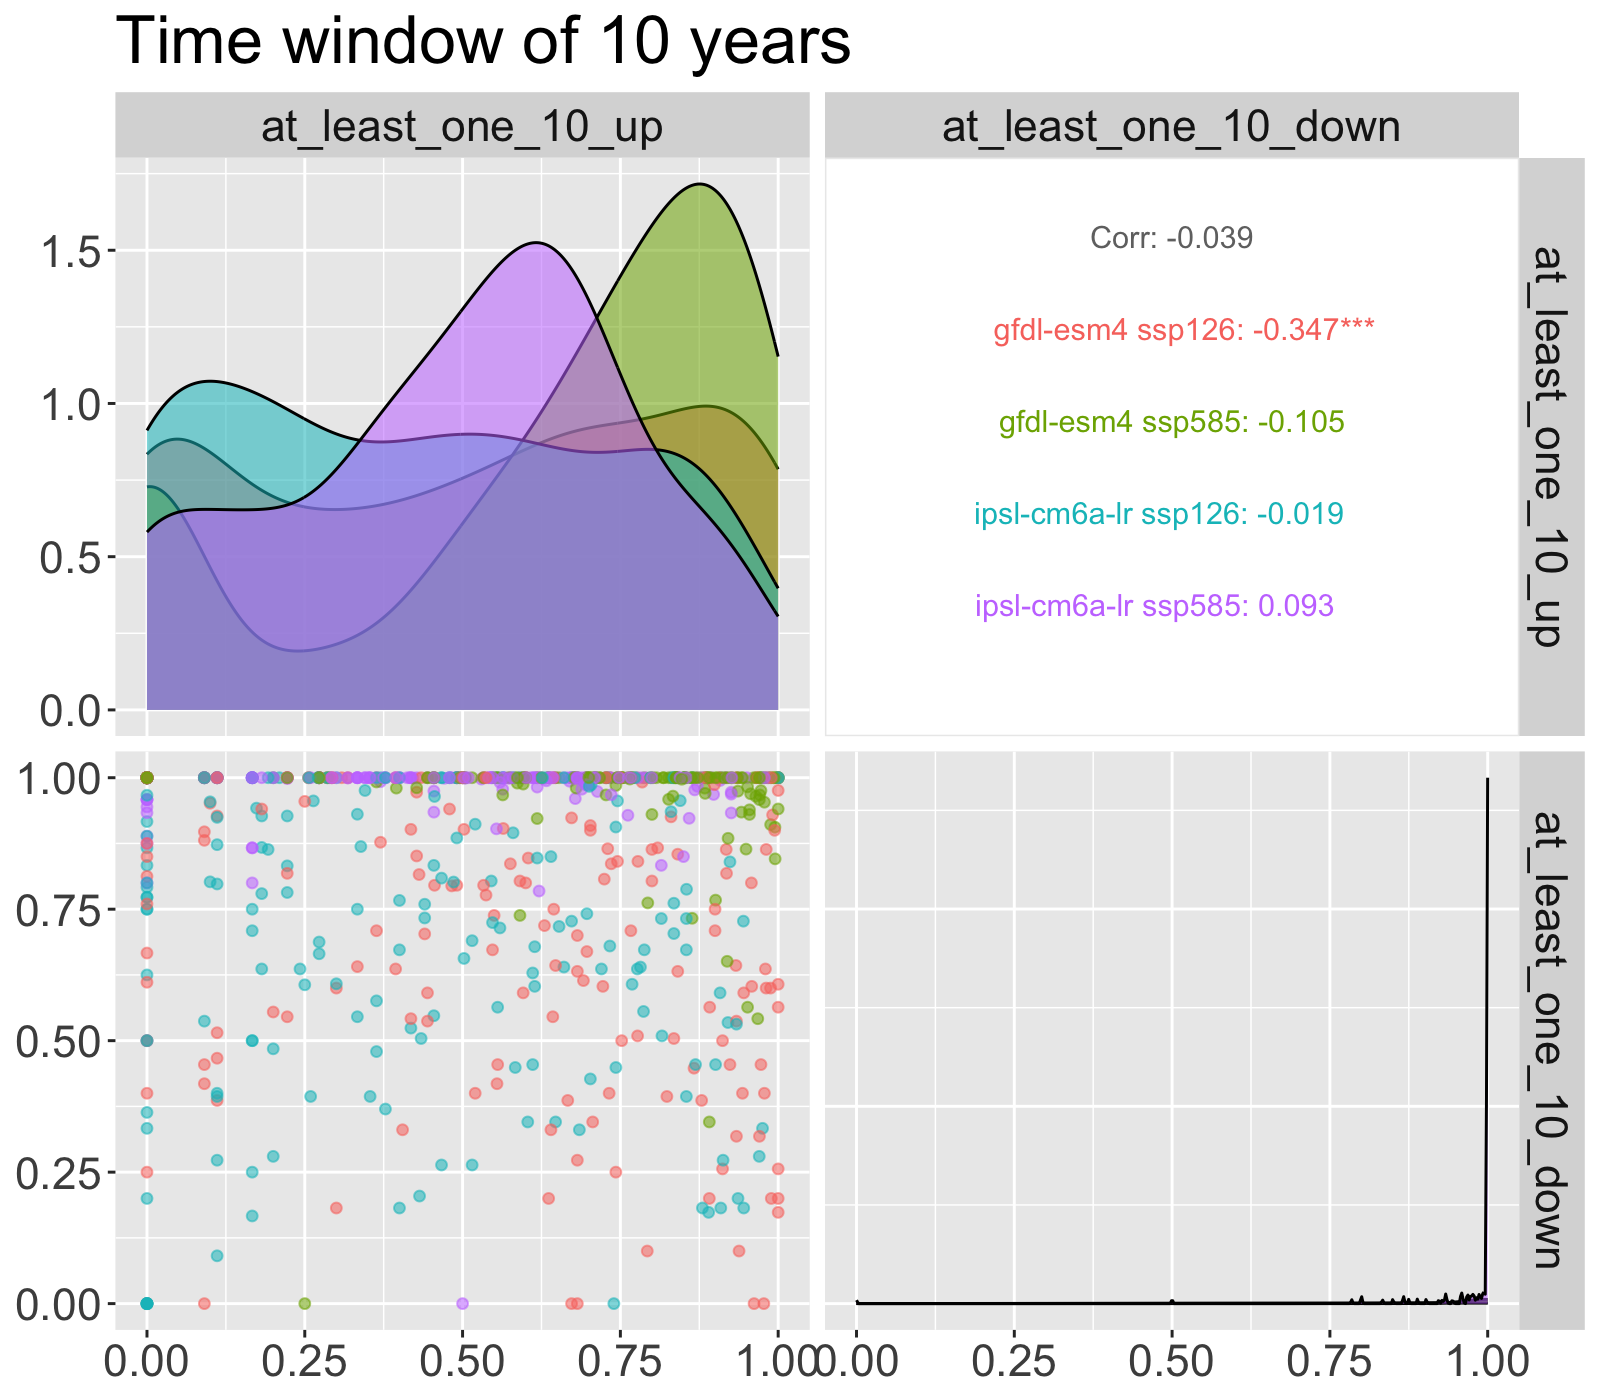 Time window of 10 years
at_least_one_10_up
at_least_one_10_down
1.5
1.0
0.5
0.0
Corr: -0.039
gfdl-esm4 ssp126: -0.347***
gfdl-esm4 ssp585: -0.105
ipsl-cm6a-lr ssp126: -0.019
ipsl-cm6a-lr ssp585: 0.093
at_least_one_10_up
1.00
0.75
0.50
0.25
0.00
at_least_one_10_down
0.00 0.25 0.50 0.75 1.00
0.00 0.25 0.50 0.75 1.00